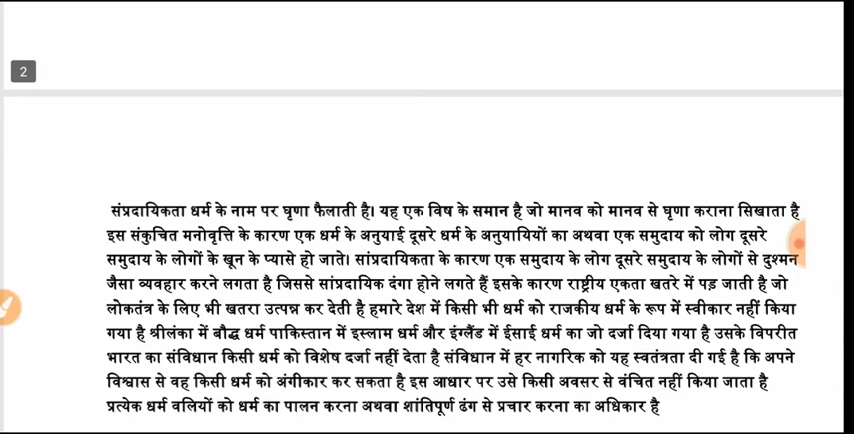 2
संप्रदायिकता धर्म के नाम पर घृणा फैलाती है। यह एक विष के समान है जो मानव को मानव से घृणा कराना सिखाता है
इस संकुचित मनोवृत्ति के कारण एक धर्म के अनुयाई दूसरे धर्म के अनुयायियों का अथवा एक समुदाय को लोग दूसरे
समुदाय के लोगों के खून के प्यासे हो जाते। सांप्रदायिकता के कारण एक समुदाय के लोग दूसरे समुदाय के लोगों से दुश्मन
जैसा व्यवहार करने लगता है जिससे सांप्रदायिक दंगा होने लगते हैं इसके कारण राष्ट्रीय एकता खतरे में पड़ जाती है जो
लोकतंत्र के लिए भी खतरा उत्पन्न कर देती है हमारे देश में किसी भी धर्म को राजकीय धर्म के रूप में स्वीकार नहीं किया
गया है श्रीलंका में बौद्ध धर्म पाकिस्तान में इस्लाम धर्म और इंग्लैंड में ईसाई धर्म का जो दर्जा दिया गया है उसके विपरीत
भारत का संविधान किसी धर्म को विशेष दर्जा नहीं देता है संविधान में हर नागरिक को यह स्वतंत्रता दी गई है कि अपने
विश्वास से वह किसी धर्म को अंगीकार कर सकता है इस आधार पर उसे किसी अवसर से वंचित नहीं किया जाता है
प्रत्येक धर्म वलियों को धर्म का पालन करना अथवा शांतिपूर्ण ढंग से प्रचार करना का अधिकार है